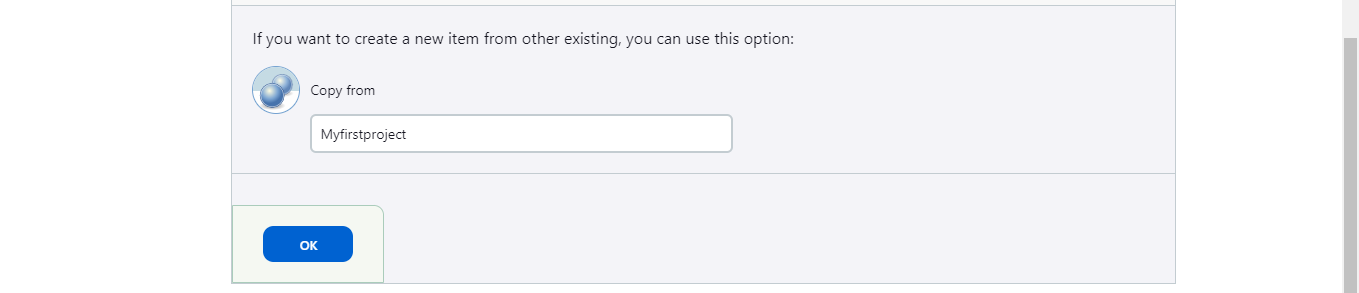 If you want to create a new item from other existing, you can use this option:
Copy from
Myfirstproject
OK